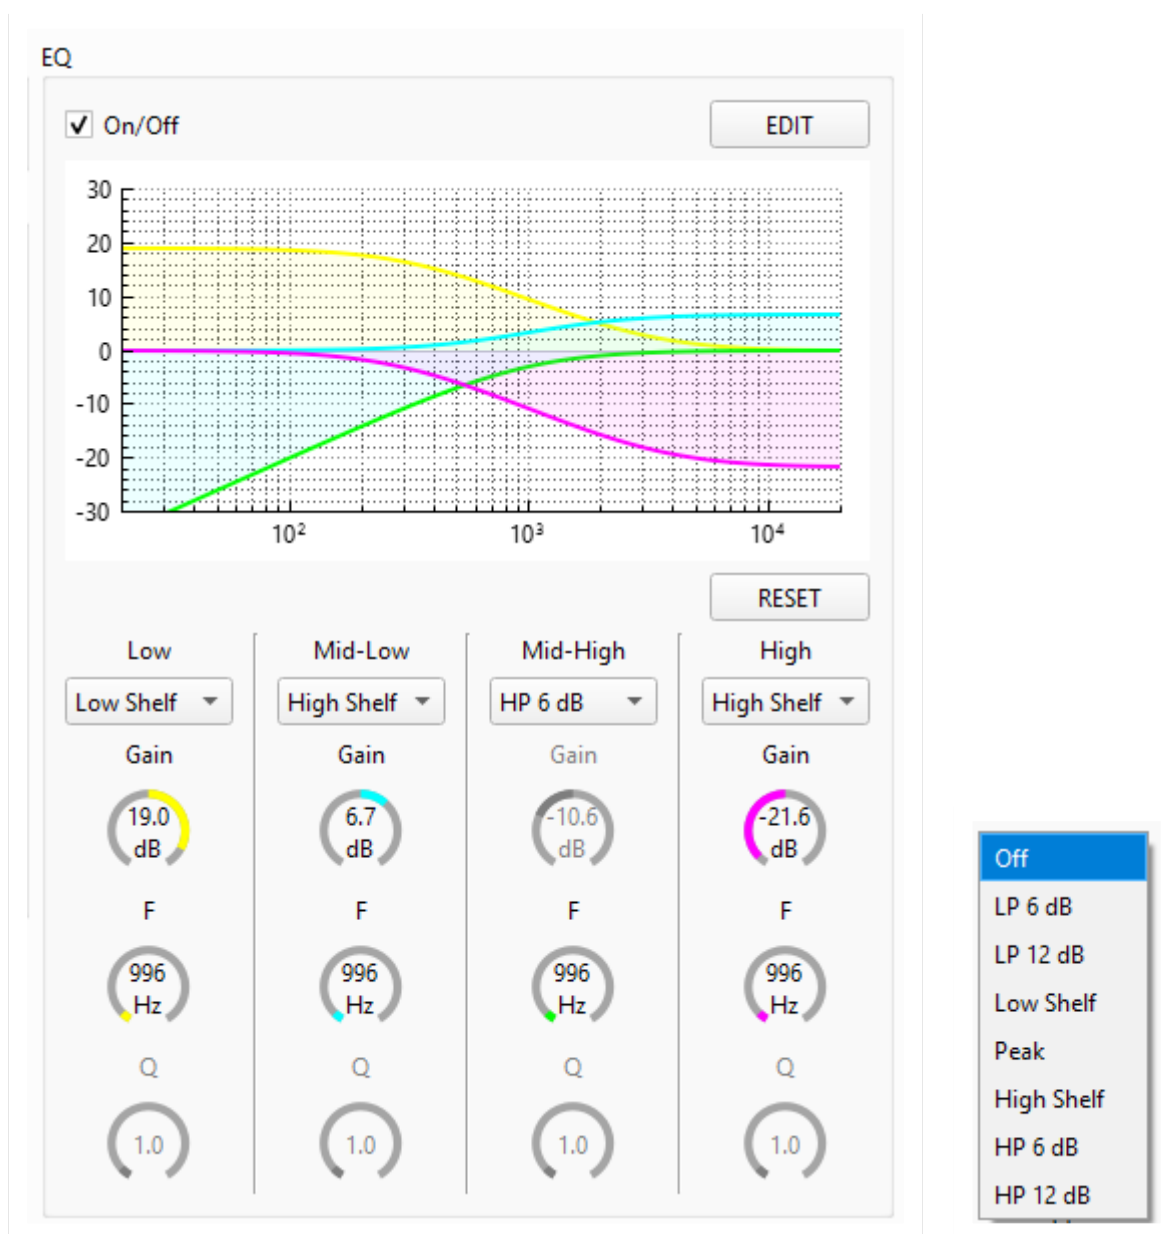 EQ
On/Off
EDIT
30
20
10
0
-10
-20
-30
10²
10³
10⁴
RESET
Low
Mid-Low
Mid-High
High
Low Shelf
High Shelf
HP 6 dB
High Shelf
Gain
Gain
Gain
Gain
19.0
dB
6.7
dB
-10.6
dB
-21.6
dB
F
F
F
F
996
Hz
996
Hz
996
Hz
996
Hz
Q
Q
Q
Q
1.0
1.0
1.0
1.0
Off
LP 6 dB
LP 12 dB
Low Shelf
Peak
High Shelf
HP 6 dB
HP 12 dB